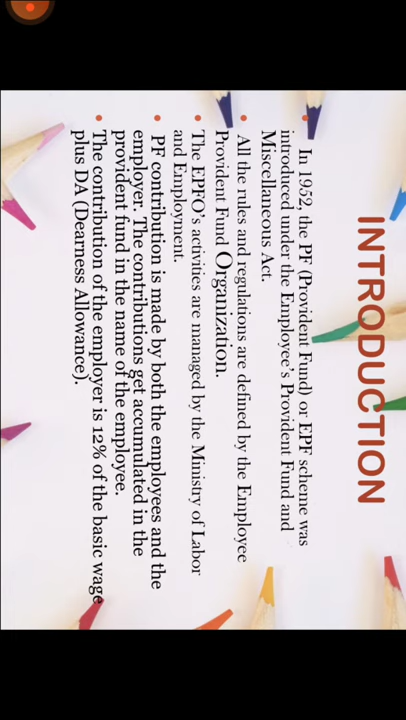 INTRODUCTION
• In 1952, the PF (Provident Fund) or EPF scheme was
introduced under the Employee's Provident Fund and
Miscellaneous Act.
• All the rules and regulations are defined by the Employee
Provident Fund Organization.
• The EPFO's activities are managed by the Ministry of Labor
and Employment.
• PF contribution is made by both the employees and the
employer. The contributions get accumulated in the
provident fund in the name of the employee.
• The contribution of the employer is 12% of the basic wage
plus DA (Dearness Allowance).